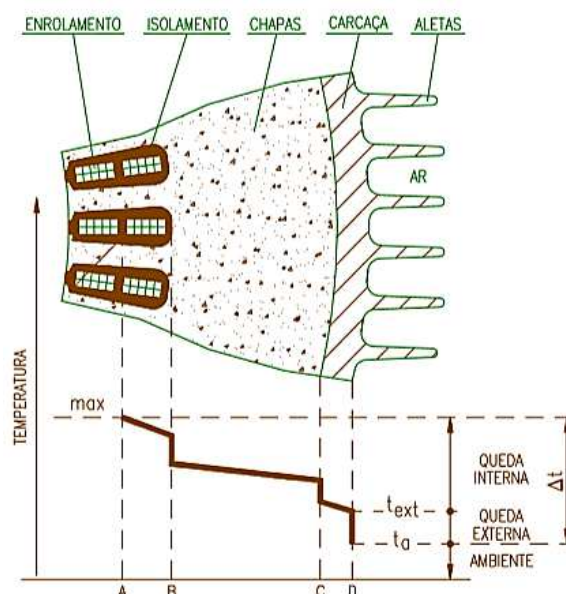 ENROLAMENTO ISOLAMENTO CHAPAS CARCAÇA ALETAS
AR
TEMPERATURA
max
QUEDA
INTERNA
Δt
t_ext
QUEDA
EXTERNA
t_a
AMBIENTE
A B C D